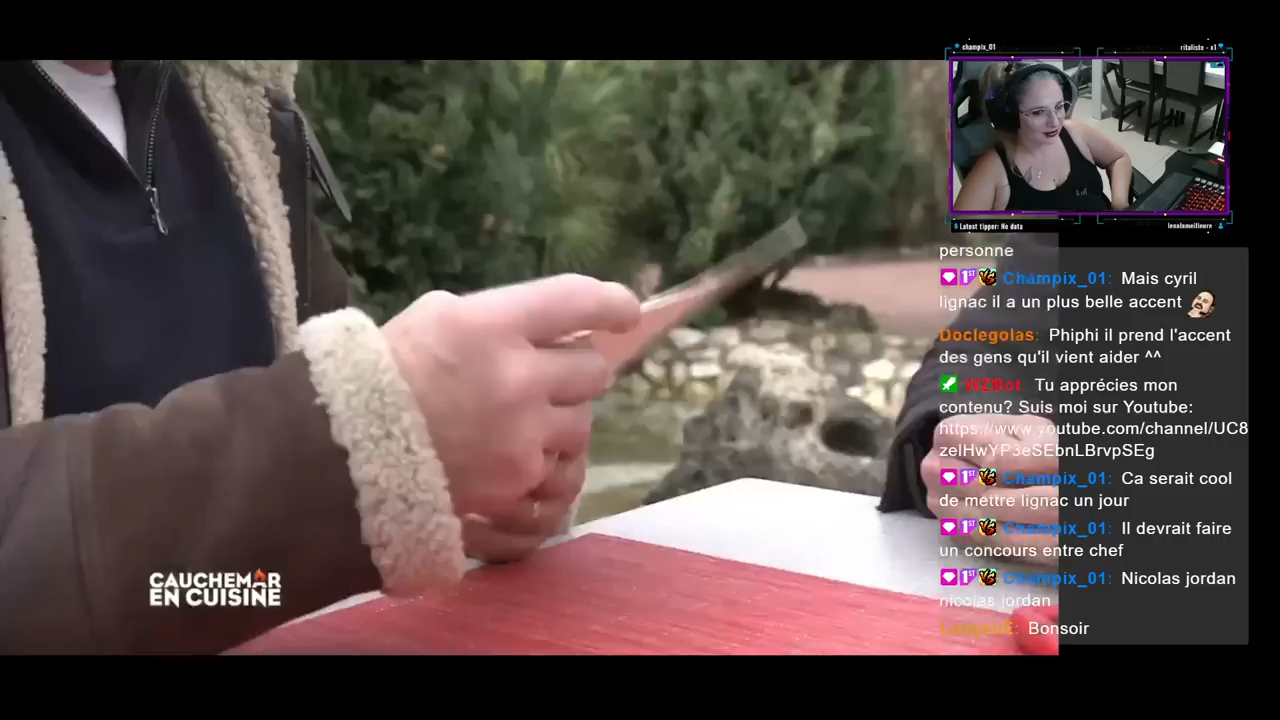 champix_01
ritaliste - x1
Latest tipper: No data
lenalameilleure
personne
Champix_01: Mais cyril
lignac il a un plus belle accent
Doclegolas: Phiphi il prend l'accent
des gens qu'il vient aider ^^
WZBot: Tu apprécies mon
contenu? Suis moi sur Youtube:
https://www.youtube.com/channel/UC8
zelHwYP3eSEbnLBrvpSEg
Champix_01: Ca serait cool
de mettre lignac un jour
Champix_01: Il devrait faire
un concours entre chef
Champix_01: Nicolas jordan
niccolas jordan
Bonsoir
CAUCHEMAR
EN CUISINE